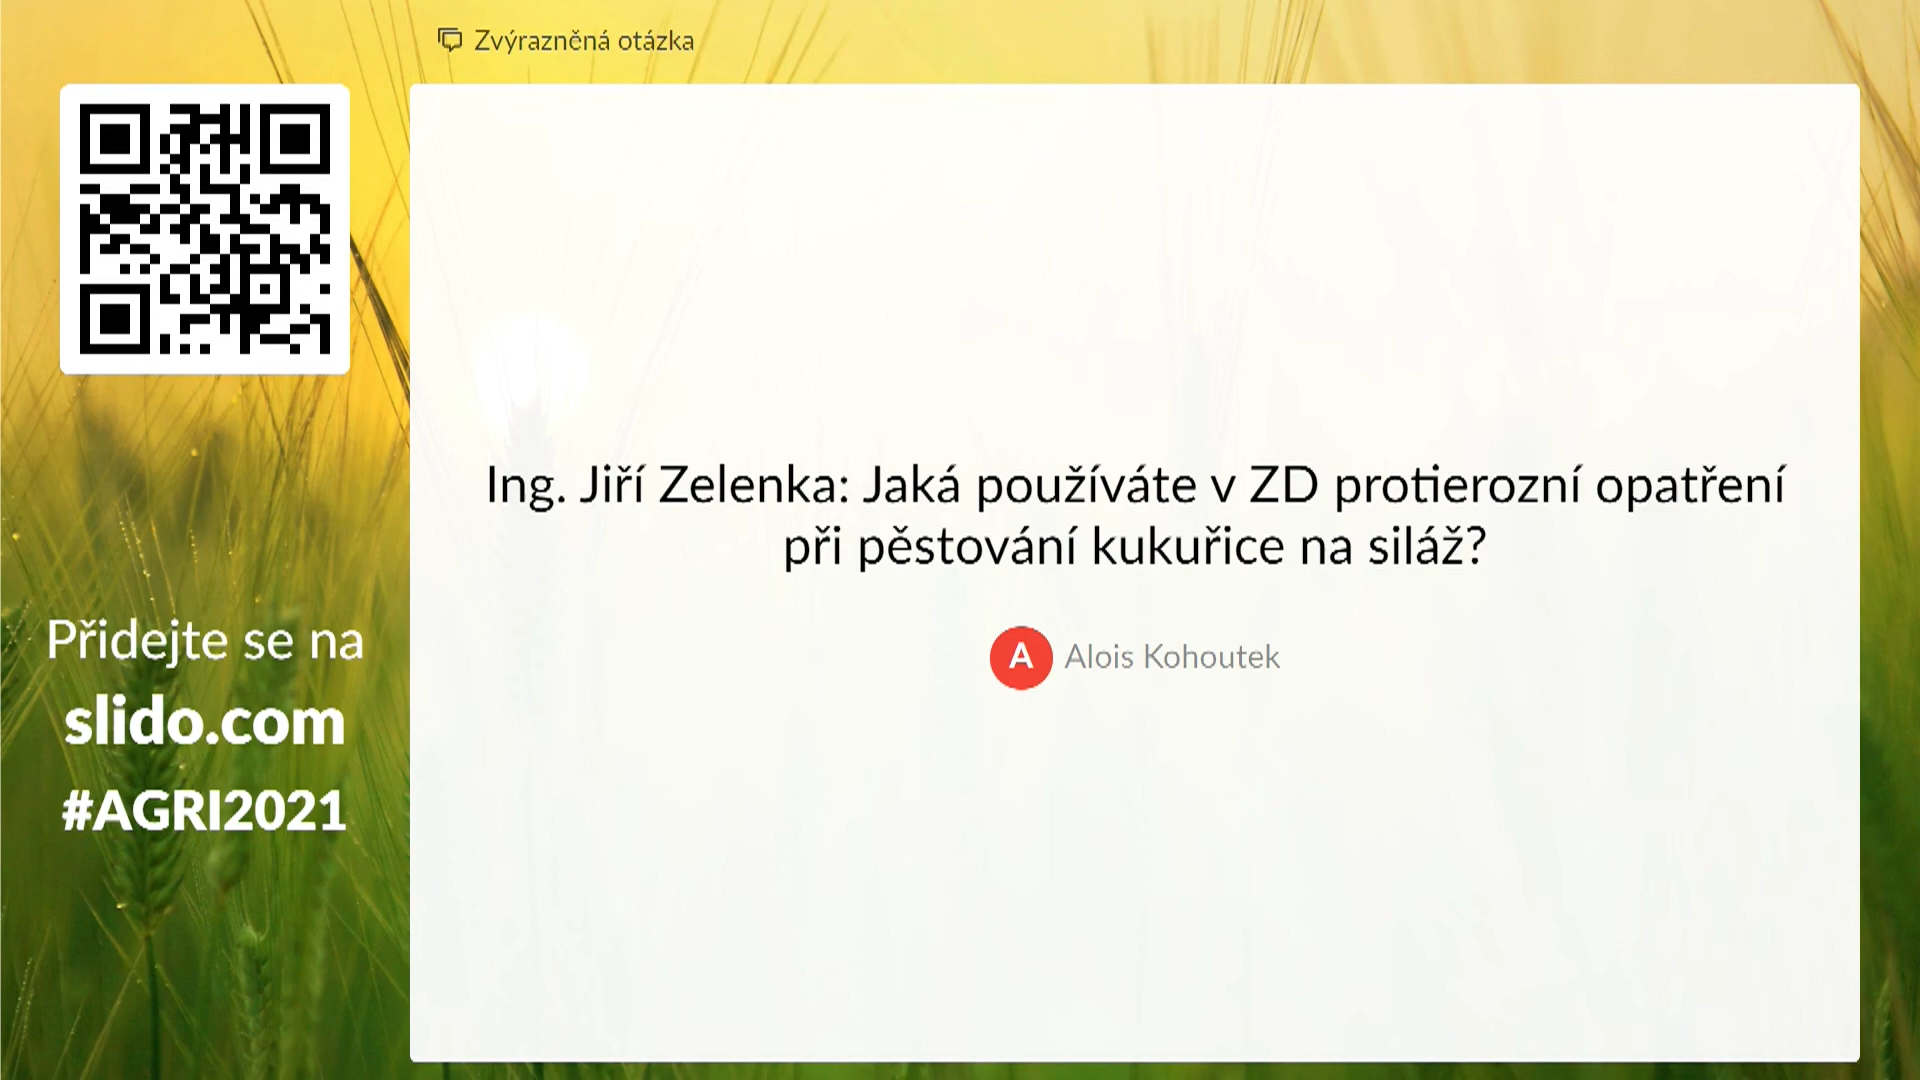 Zvýrazněná otázka
Ing. Jiří Zelenka: Jaká používáte v ZD protierozní opatření
při pěstování kukuřice na siláž?
A Alois Kohoutek
Přidejte se na
slido.com
#AGRI2021